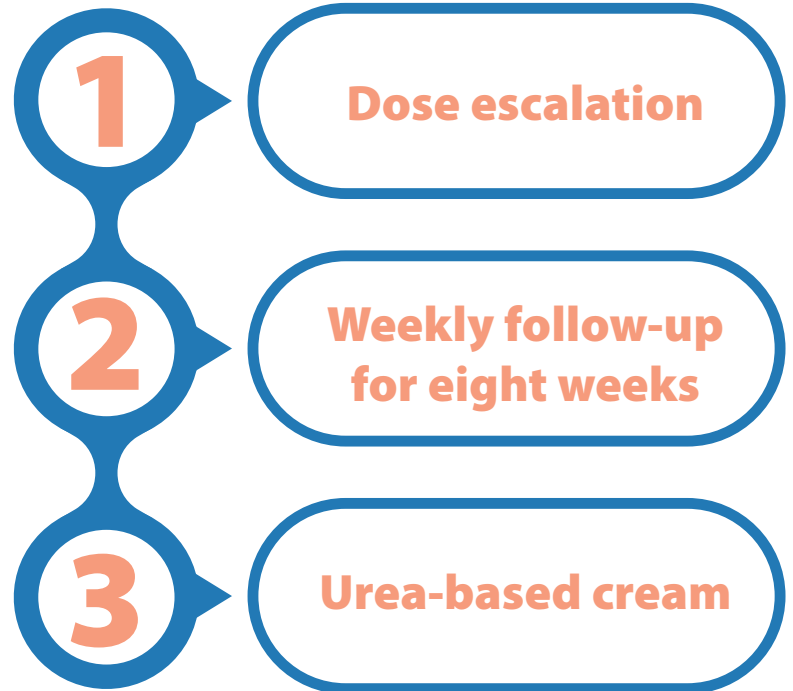 1
Dose escalation
2
Weekly follow-up
for eight weeks
3
Urea-based cream